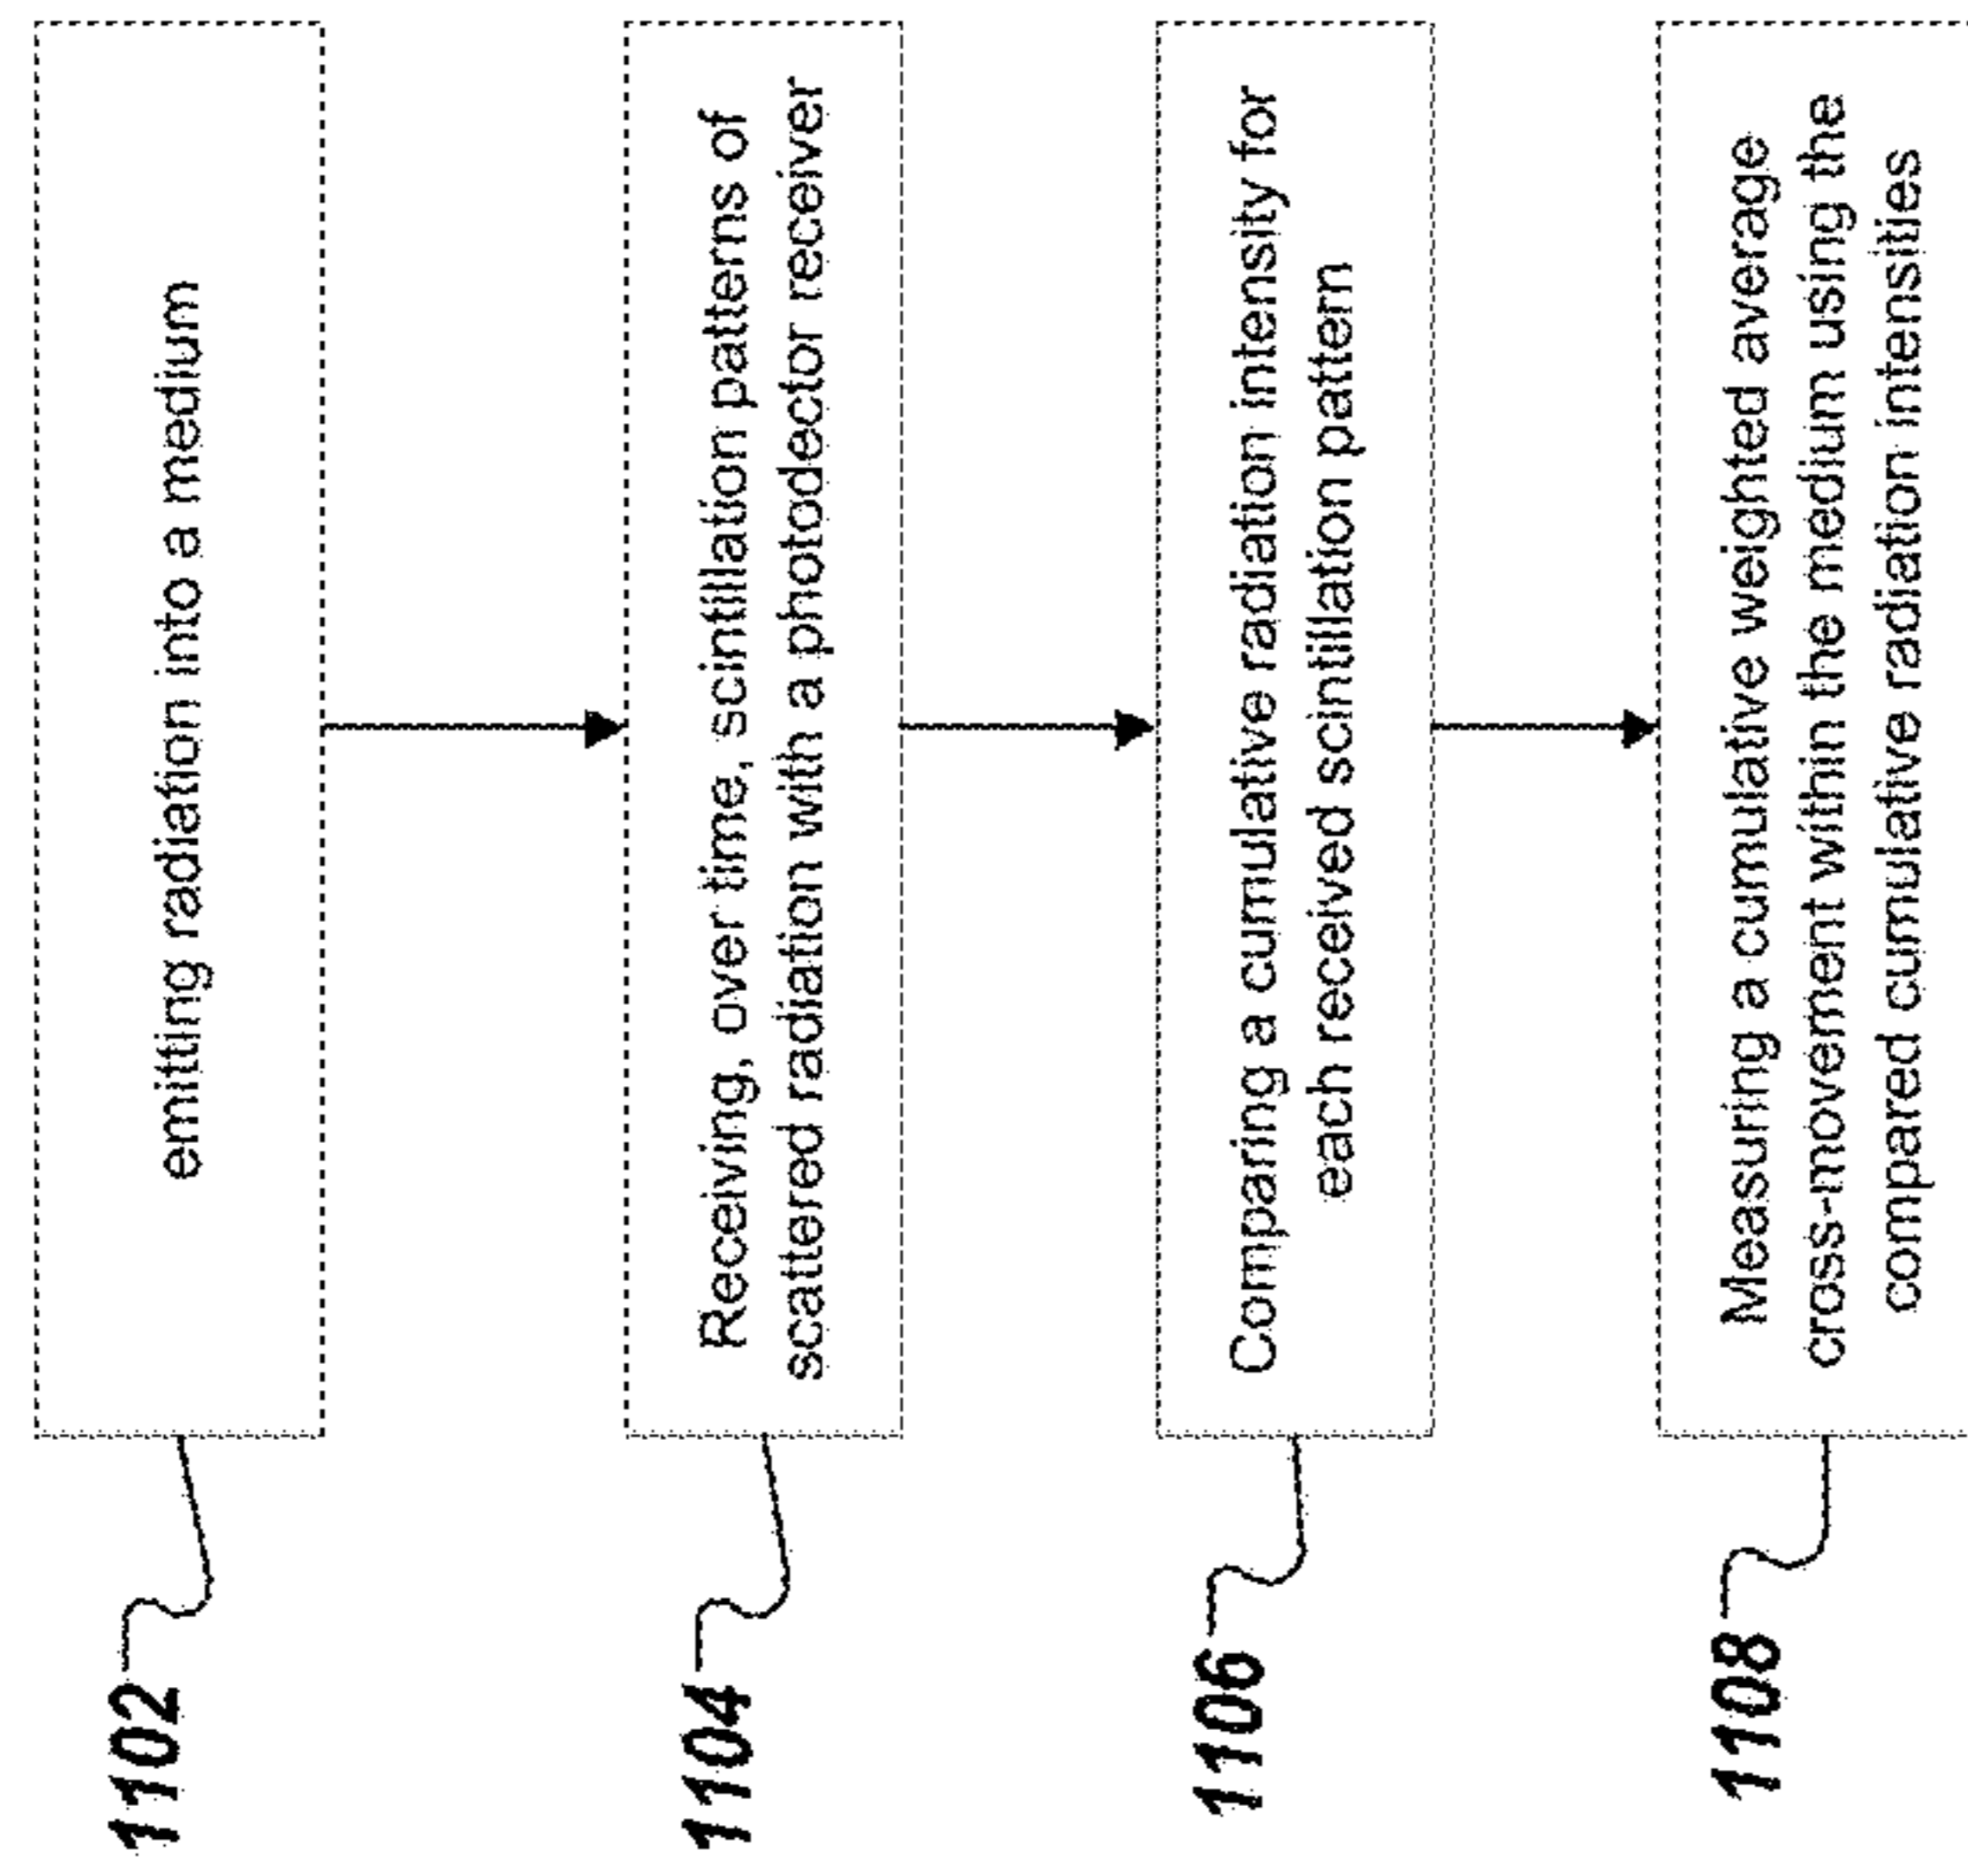 1102
emitting radiation into a medium
1104
Receiving, over time, scintillation patterns of
scattered radiation with a photodector receiver
1106
Comparing a cumulative radiation intensity for
each received scintillation pattern
1108
Measuring a cumulative weighted average
cross-movement within the medium using the
compared cumulative radiation intensities